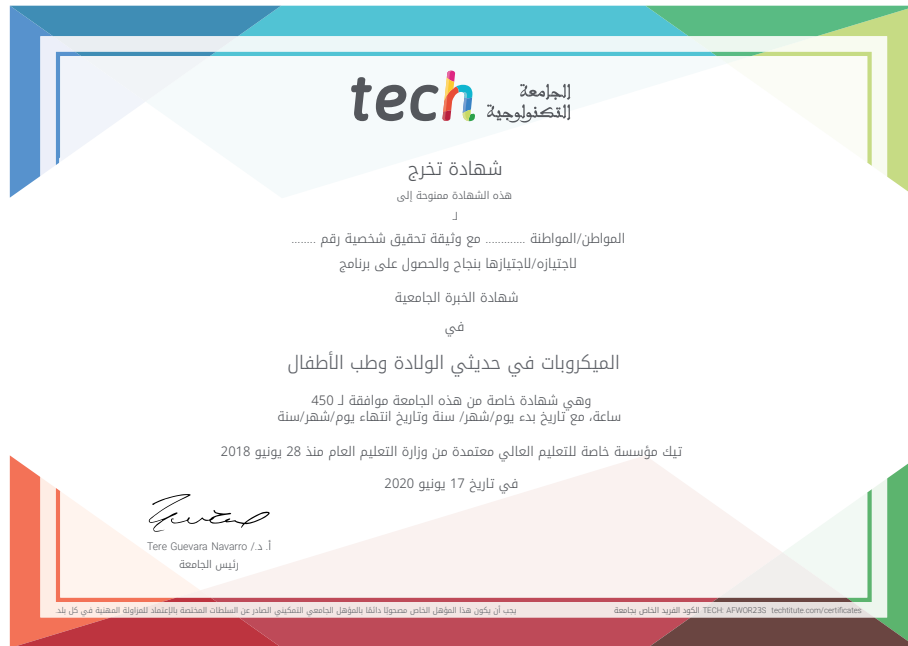 tech الجامعة
التكنولوجية
شهادة تخرج
هذه الشهادة ممنوحة إلى
لـ
المواطن/المواطنة ............ مع وثيقة تحقيق شخصية رقم ........
لاجتيازه/لاجتيازها بنجاح والحصول على برنامج
شهادة الخبرة الجامعية
في
الميكروبات في حديثي الولادة وطب الأطفال
وهي شهادة خاصة من هذه الجامعة موافقة لـ 450
ساعة، مع تاريخ بدء يوم/شهر/ سنة وتاريخ انتهاء يوم/شهر/سنة
تيك مؤسسة خاصة للتعليم العالي معتمدة من وزارة التعليم العام منذ 28 يونيو 2018
في تاريخ 17 يونيو 2020
أ. د./ Tere Guevara Navarro
رئيس الجامعة
يجب أن يكون هذا المؤهل الخاص مصحوبًا دائمًا بالمؤهل الجامعي التمكيني الصادر عن السلطات المختصة بالإعتماد للمزاولة المهنية في كل بلد
الكود الفريد الخاص بجامعة TECH: AFWOR23S techtitute.com/certificates